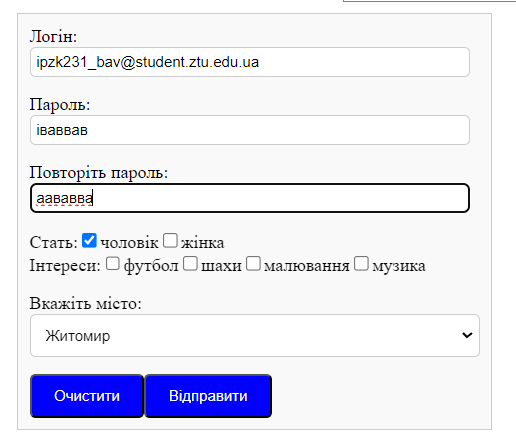 Логін:
ipzk231_bav@student.ztu.edu.ua
Пароль:
іваввав
Повторіть пароль:
аававва
Стать: чоловік жінка
Інтереси: футбол шахи малювання музика
Вкажіть місто:
Житомир
Очистити Відправити